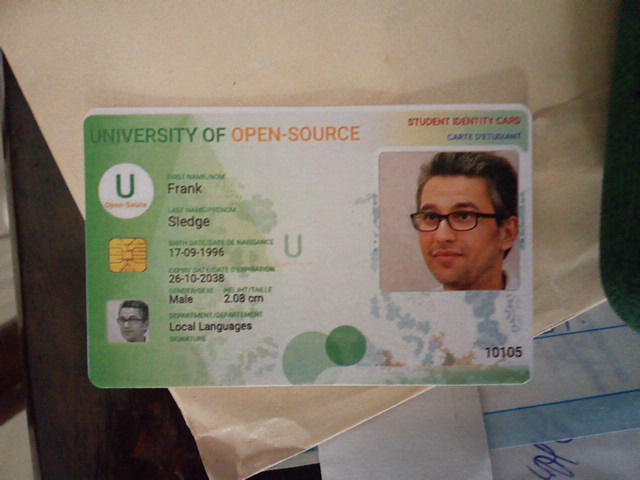 UNIVERSITY OF OPEN-SOURCE
STUDENT IDENTITY CARD
CARTE D'ETUDIANT
U
Open-Soure
FIRST NAME/NOM
Frank
LAST NAME/PRENOM
Sledge
U
BIRTH DATE/DATE DE NAISSANCE
17-09-1996
EXPIRY DATE/DATE D'EXPIRATION
26-10-2038
GENDER/SEXE HEIGHT/TAILLE
Male 2.08 cm
DEPARTMENT/DEPARTEMENT
Local Languages
SIGNATURE
10105